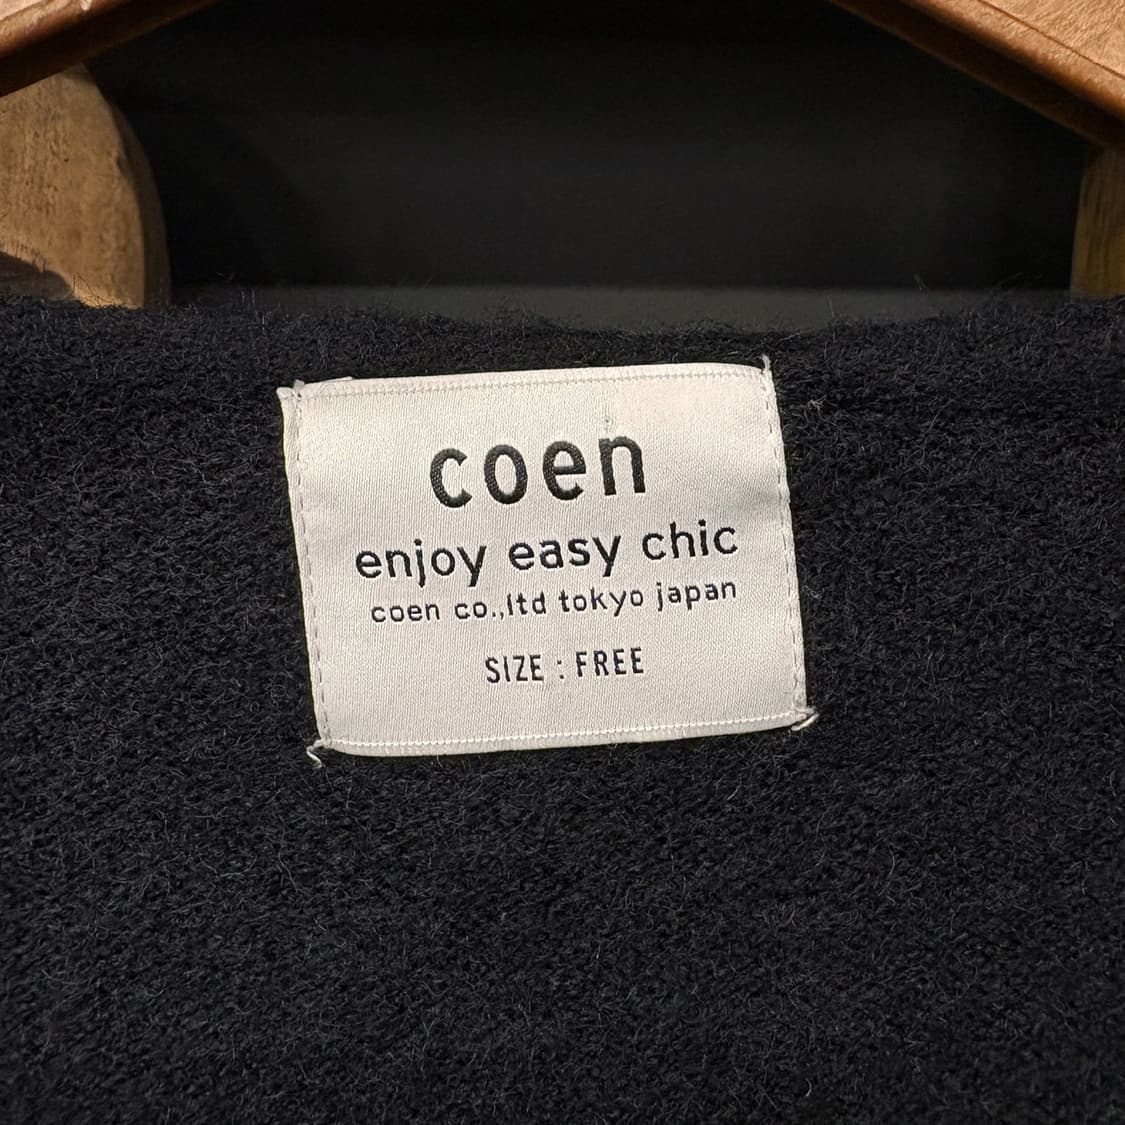 coen
enjoy easy chic
coen co.,ltd tokyo japan
SIZE : FREE